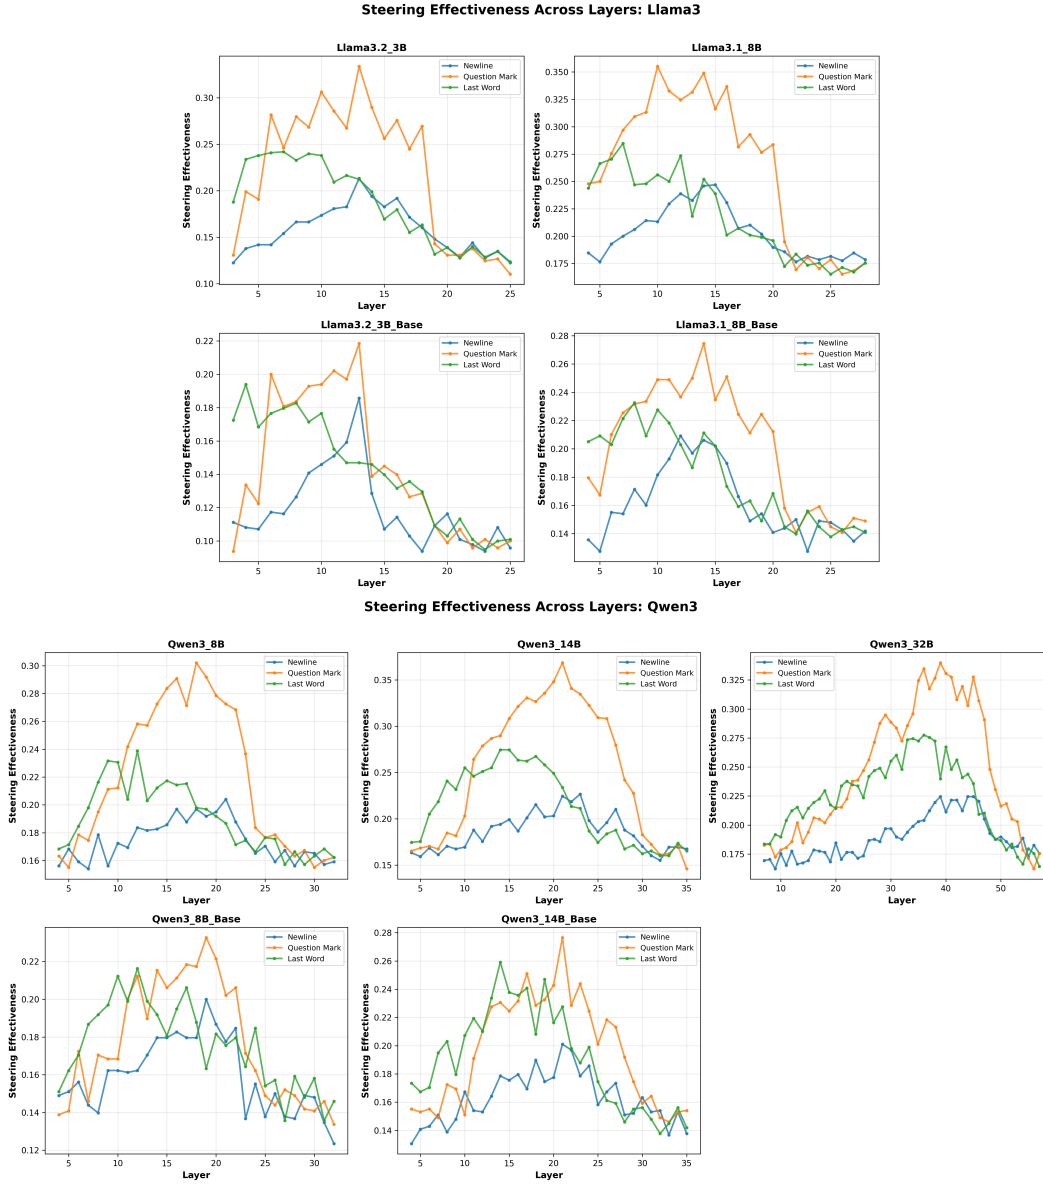 Steering Effectiveness Across Layers: Llama3
Llama3.2_3B
Newline
Question Mark
Last Word
Steering Effectiveness
0.30
0.25
0.20
0.15
0.10
5 10 15 20 25
Layer
Llama3.1_8B
Newline
Question Mark
Last Word
Steering Effectiveness
0.350
0.325
0.300
0.275
0.250
0.225
0.200
0.175
5 10 15 20 25
Layer
Llama3.2_3B_Base
Newline
Question Mark
Last Word
Steering Effectiveness
0.22
0.20
0.18
0.16
0.14
0.12
0.10
5 10 15 20 25
Layer
Llama3.1_8B_Base
Newline
Question Mark
Last Word
Steering Effectiveness
0.28
0.26
0.24
0.22
0.20
0.18
0.16
0.14
5 10 15 20 25
Layer
Steering Effectiveness Across Layers: Qwen3
Qwen3_8B
Newline
Question Mark
Last Word
Steering Effectiveness
0.30
0.28
0.26
0.24
0.22
0.20
0.18
0.16
5 10 15 20 25 30
Layer
Qwen3_14B
Newline
Question Mark
Last Word
Steering Effectiveness
0.35
0.30
0.25
0.20
0.15
5 10 15 20 25 30 35
Layer
Qwen3_32B
Newline
Question Mark
Last Word
Steering Effectiveness
0.325
0.300
0.275
0.250
0.225
0.200
0.175
10 20 30 40 50
Layer
Qwen3_8B_Base
Newline
Question Mark
Last Word
Steering Effectiveness
0.22
0.20
0.18
0.16
0.14
0.12
5 10 15 20 25 30
Layer
Qwen3_14B_Base
Newline
Question Mark
Last Word
Steering Effectiveness
0.28
0.26
0.24
0.22
0.20
0.18
0.16
0.14
5 10 15 20 25 30 35
Layer